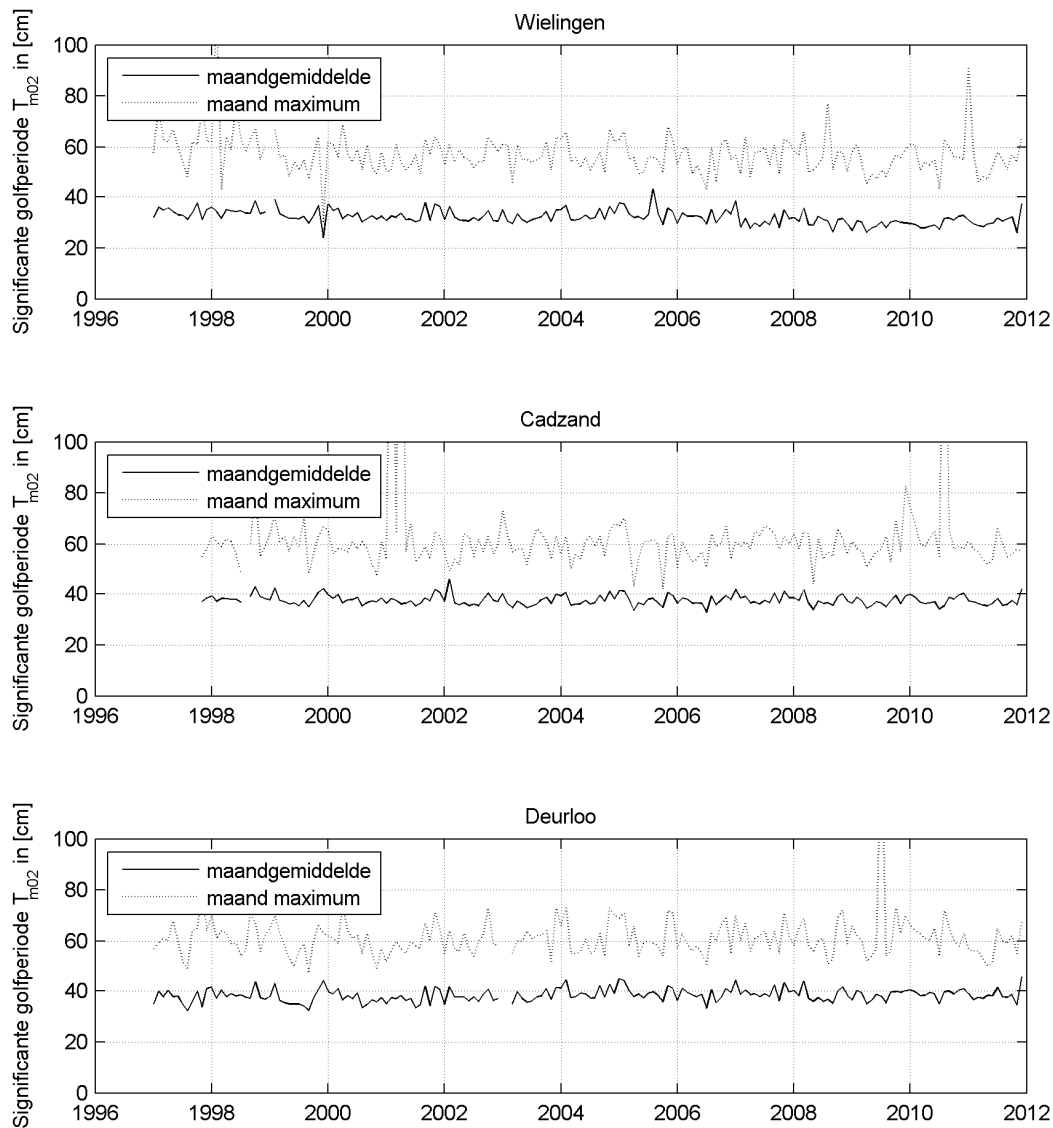 Wielingen
Significante golfperiode T_m02 in [cm]
100
80
60
40
20
0
maandgemiddelde
maand maximum
1996 1998 2000 2002 2004 2006 2008 2010 2012
Cadzand
Significante golfperiode T_m02 in [cm]
100
80
60
40
20
0
maandgemiddelde
maand maximum
1996 1998 2000 2002 2004 2006 2008 2010 2012
Deurloo
Significante golfperiode T_m02 in [cm]
100
80
60
40
20
0
maandgemiddelde
maand maximum
1996 1998 2000 2002 2004 2006 2008 2010 2012